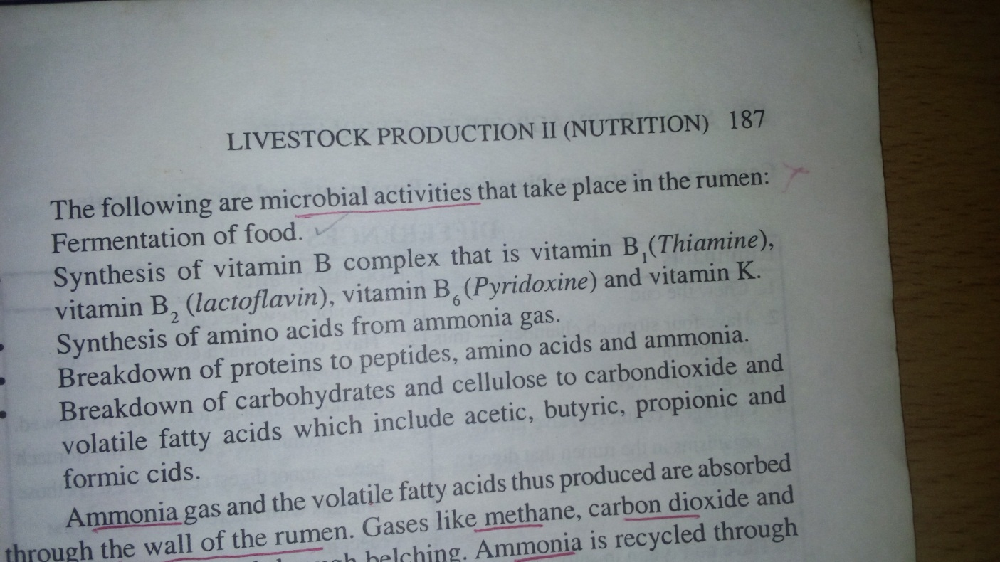 LIVESTOCK PRODUCTION II (NUTRITION) 187
The following are microbial activities that take place in the rumen:
Fermentation of food.
Synthesis of vitamin B complex that is vitamin B₁(Thiamine),
vitamin B₂ (lactoflavin), vitamin B₆(Pyridoxine) and vitamin K.
Synthesis of amino acids from ammonia gas.
Breakdown of proteins to peptides, amino acids and ammonia.
Breakdown of carbohydrates and cellulose to carbondioxide and
volatile fatty acids which include acetic, butyric, propionic and
formic cids.
Ammonia gas and the volatile fatty acids thus produced are absorbed
through the wall of the rumen. Gases like methane, carbon dioxide and
belching. Ammonia is recycled through